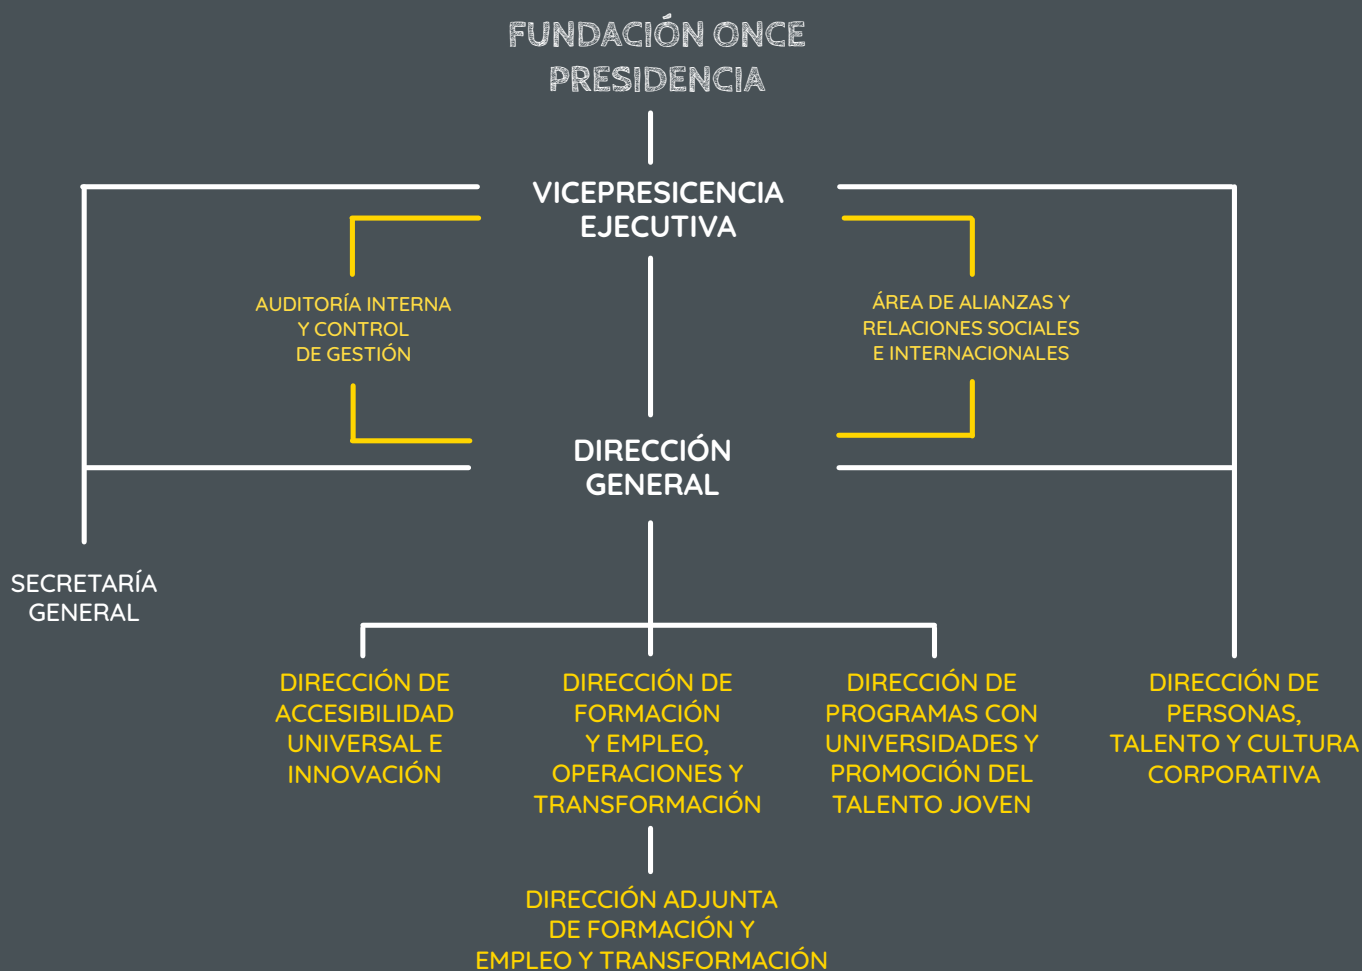 FUNDACIÓN ONCE
PRESIDENCIA
VICEPRESICENCIA
EJECUTIVA
AUDITORÍA INTERNA
Y CONTROL
DE GESTIÓN
ÁREA DE ALIANZAS Y
RELACIONES SOCIALES
E INTERNACIONALES
DIRECCIÓN
GENERAL
SECRETARÍA
GENERAL
DIRECCIÓN DE
ACCESIBILIDAD
UNIVERSAL E
INNOVACIÓN
DIRECCIÓN DE
FORMACIÓN
Y EMPLEO,
OPERACIONES Y
TRANSFORMACIÓN
DIRECCIÓN DE
PROGRAMAS CON
UNIVERSIDADES Y
PROMOCIÓN DEL
TALENTO JOVEN
DIRECCIÓN DE
PERSONAS,
TALENTO Y CULTURA
CORPORATIVA
DIRECCIÓN ADJUNTA
DE FORMACIÓN Y
EMPLEO Y TRANSFORMACIÓN